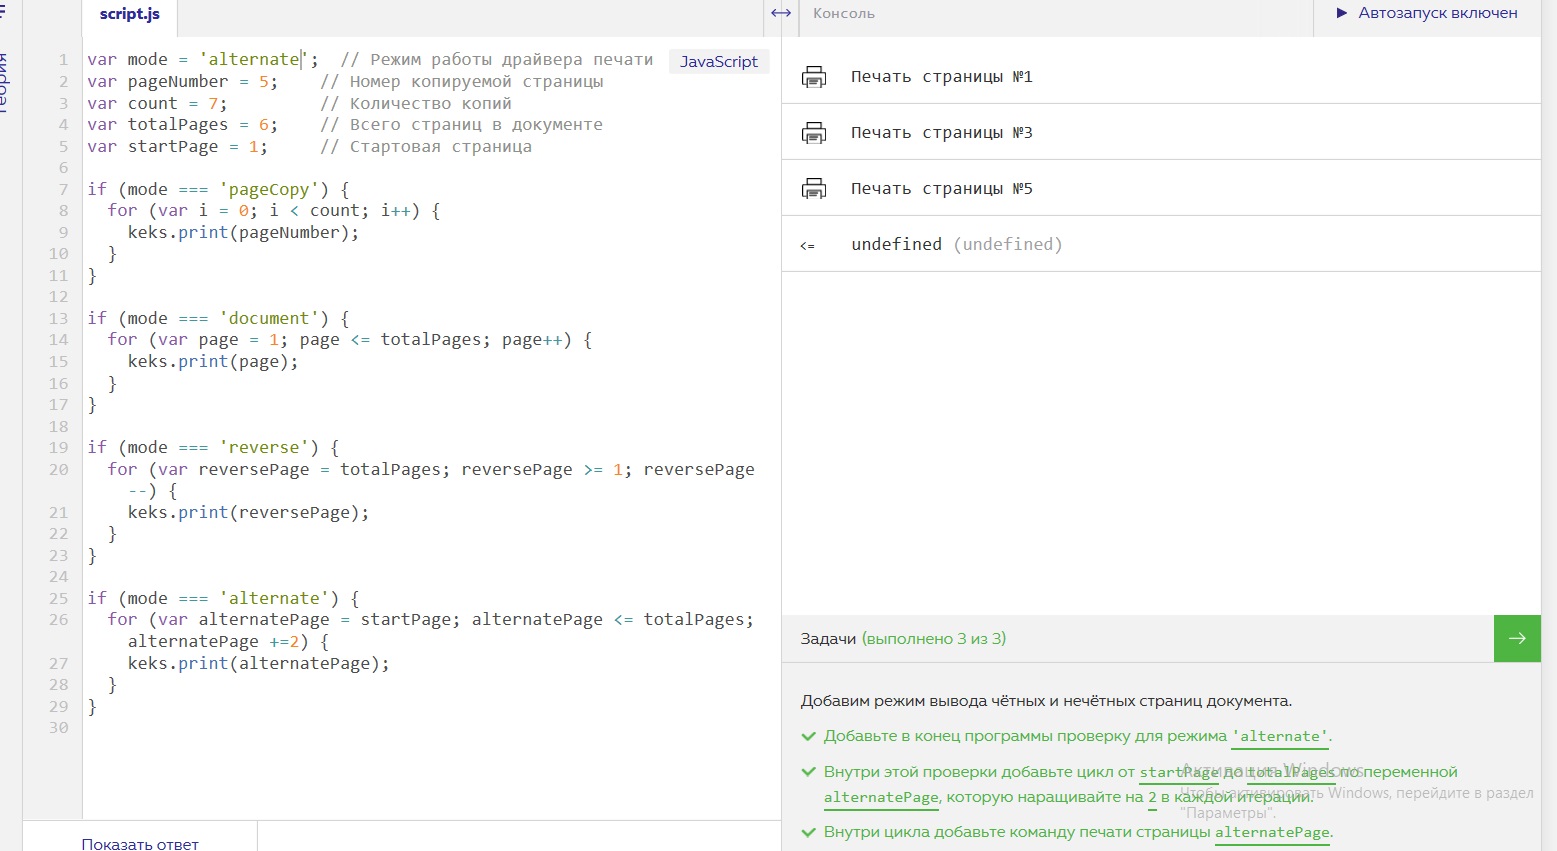 script.js
Консоль
Автозапуск включен
JavaScript
1 var mode = 'alternate';  // Режим работы драйвера печати
2 var pageNumber = 5;    // Номер копируемой страницы
3 var count = 7;         // Количество копий
4 var totalPages = 6;    // Всего страниц в документе
5 var startPage = 1;     // Стартовая страница
6
7 if (mode === 'pageCopy') {
8   for (var i = 0; i < count; i++) {
9     keks.print(pageNumber);
10   }
11 }
12
13 if (mode === 'document') {
14   for (var page = 1; page <= totalPages; page++) {
15     keks.print(page);
16   }
17 }
18
19 if (mode === 'reverse') {
20   for (var reversePage = totalPages; reversePage >= 1; reversePage
--) {
21     keks.print(reversePage);
22   }
23 }
24
25 if (mode === 'alternate') {
26   for (var alternatePage = startPage; alternatePage <= totalPages;
alternatePage +=2) {
27     keks.print(alternatePage);
28   }
29 }
30
Показать ответ
Печать страницы №1
Печать страницы №3
Печать страницы №5
<= undefined (undefined)
Задачи (выполнено 3 из 3)
Добавим режим вывода чётных и нечётных страниц документа.
Добавьте в конец программы проверку для режима 'alternate'.
Внутри этой проверки добавьте цикл от startPage до totalPages по переменной
alternatePage, которую наращивайте на 2 в каждой итерации.
Внутри цикла добавьте команду печати страницы alternatePage.
Активация Windows
Чтобы активировать Windows, перейдите в раздел
"Параметры".